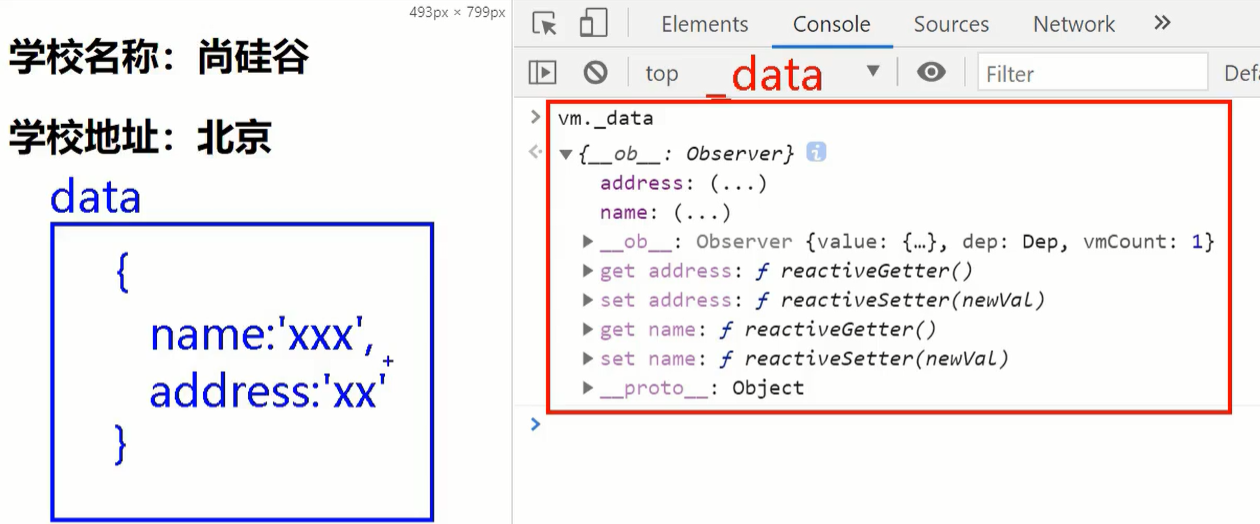 493px × 799px
学校名称：尚硅谷
学校地址：北京
data
{
name:'xxx',
address:'xx'
}
Elements Console Sources Network »
top ▼ Filter Defa
_data
> vm._data
{__ob__: Observer} i
address: (...)
name: (...)
__ob__: Observer {value: {…}, dep: Dep, vmCount: 1}
get address: ƒ reactiveGetter()
set address: ƒ reactiveSetter(newVal)
get name: ƒ reactiveGetter()
set name: ƒ reactiveSetter(newVal)
__proto__: Object
>